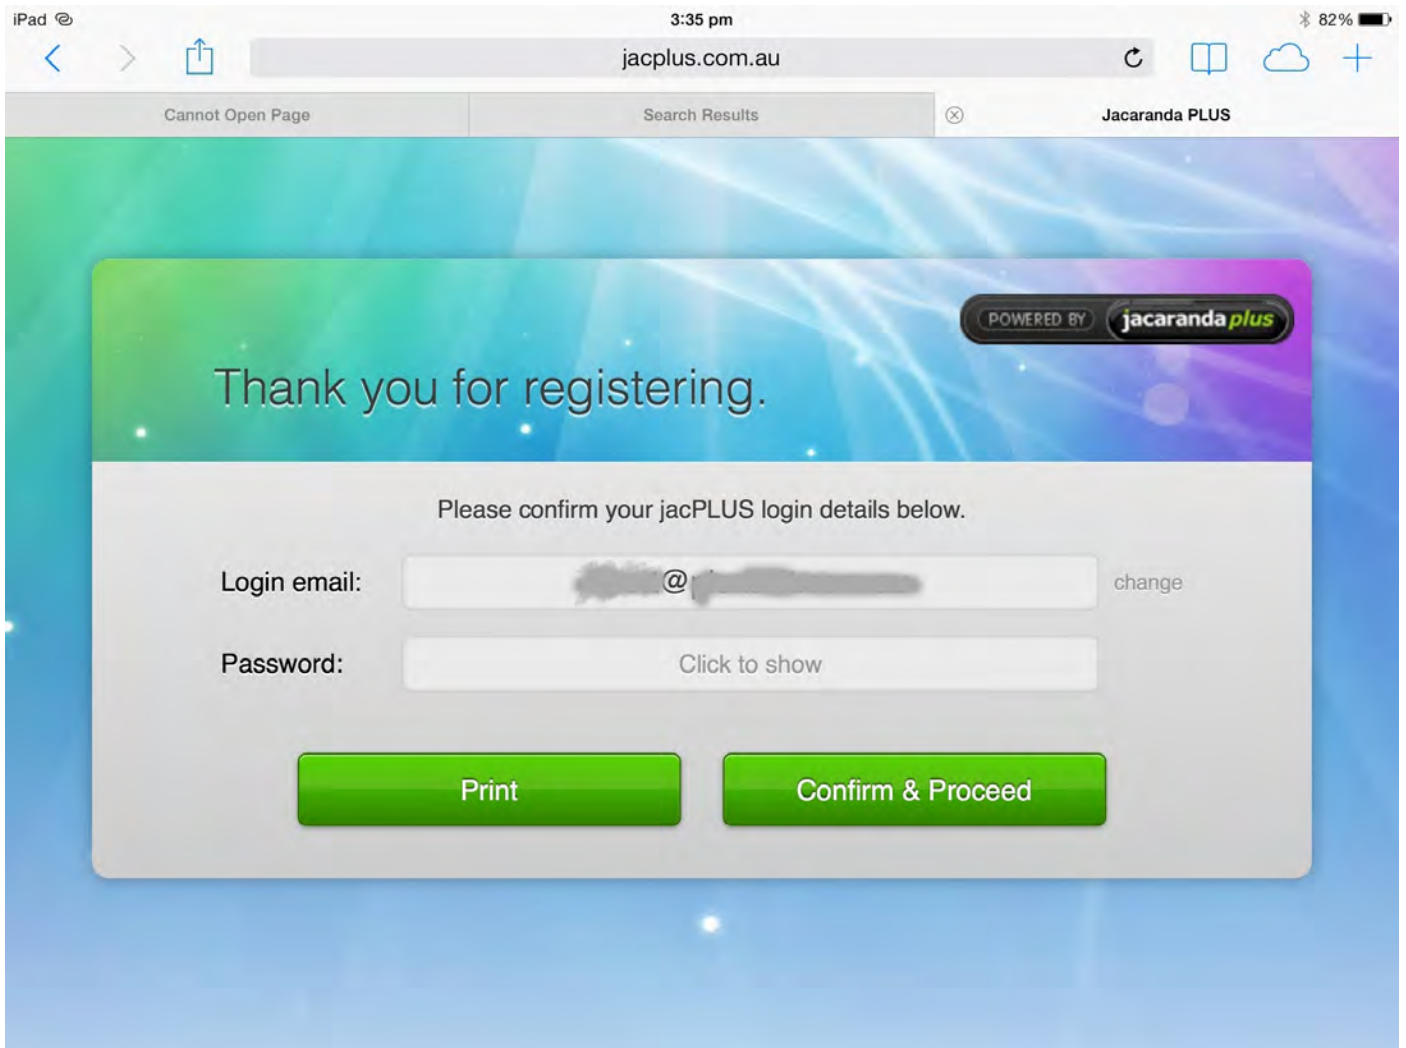 iPad 3:35 pm 82%
jacplus.com.au
Cannot Open Page Search Results Jacaranda PLUS
POWERED BY jacaranda plus
Thank you for registering.
Please confirm your jacPLUS login details below.
Login email: @ change
Password: Click to show
Print Confirm & Proceed